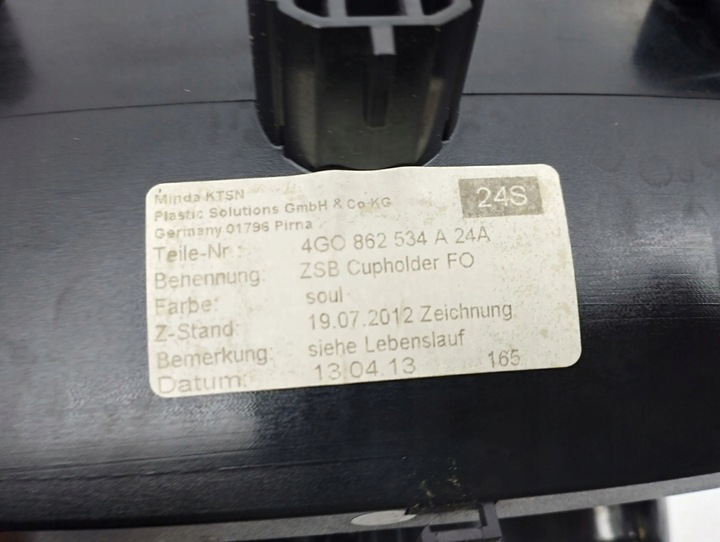 Minda KTSN
Plastic Solutions GmbH & Co KG
Germany 01796 Pirna
24S
Teile-Nr.: 4GO 862 534 A 24A
Benennung: ZSB Cupholder FO
Farbe: soul
Z-Stand: 19.07.2012 Zeichnung
Bemerkung: siehe Lebenslauf
Datum: 13.04.13 165